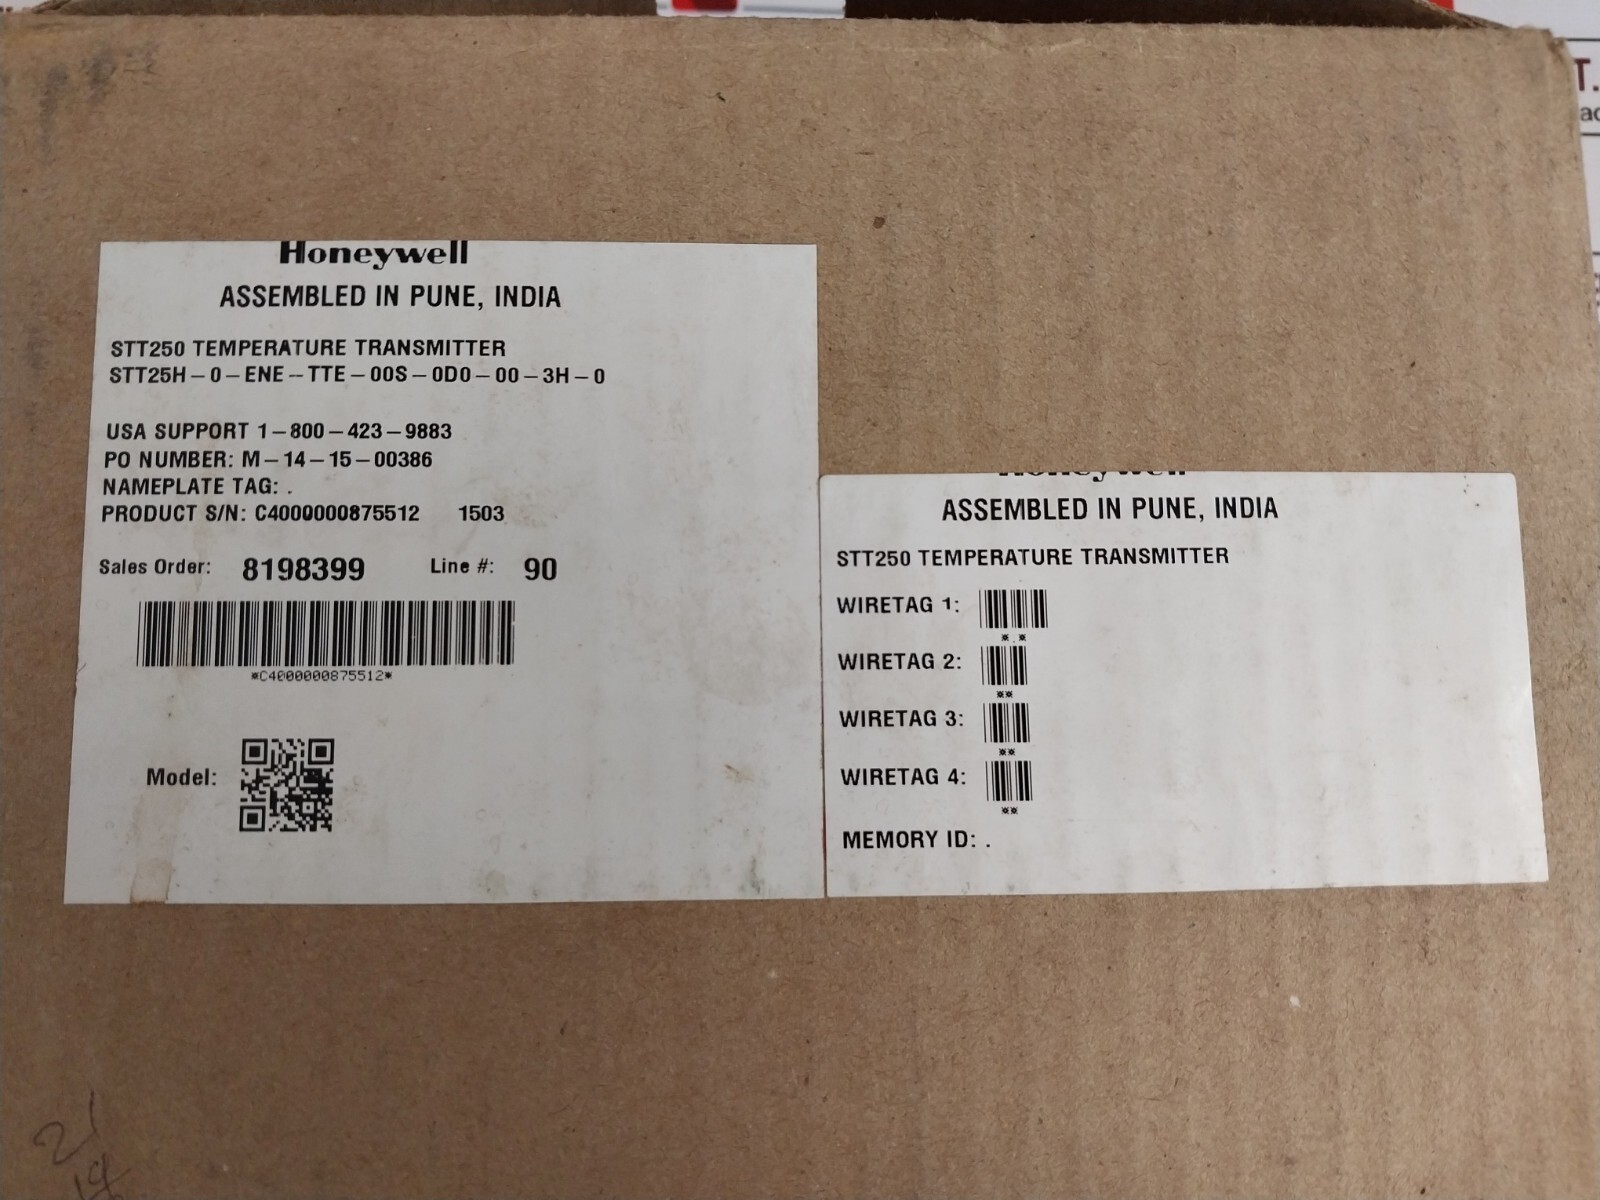 Honeywell
ASSEMBLED IN PUNE, INDIA
STT250 TEMPERATURE TRANSMITTER
STT25H-0-ENE-TTE-00S-0D0-00-3H-0
USA SUPPORT 1-800-423-9883
PO NUMBER: M-14-15-00386
NAMEPLATE TAG: .
PRODUCT S/N: C4000000875512 1503
Sales Order: 8198399 Line #: 90
*C4000000875512*
Model:
Honeywell
ASSEMBLED IN PUNE, INDIA
STT250 TEMPERATURE TRANSMITTER
WIRETAG 1:
*.*
WIRETAG 2:
**
WIRETAG 3:
**
WIRETAG 4:
**
MEMORY ID: .
21
T.